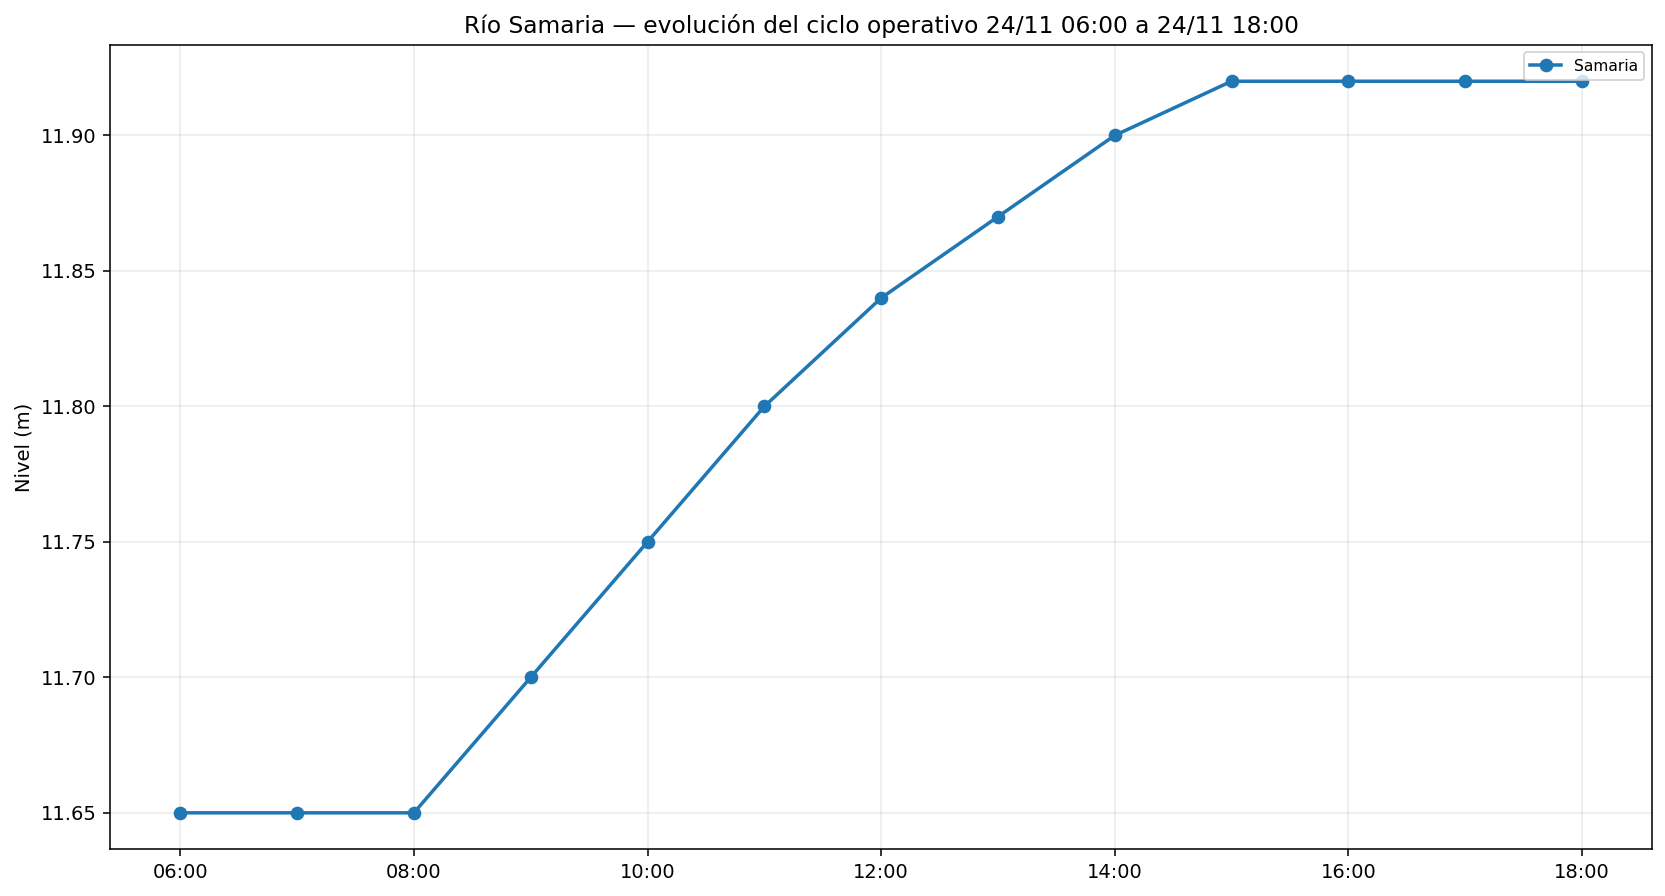 Río Samaria — evolución del ciclo operativo 24/11 06:00 a 24/11 18:00
Samaria
Nivel (m)
11.90
11.85
11.80
11.75
11.70
11.65
06:00 08:00 10:00 12:00 14:00 16:00 18:00